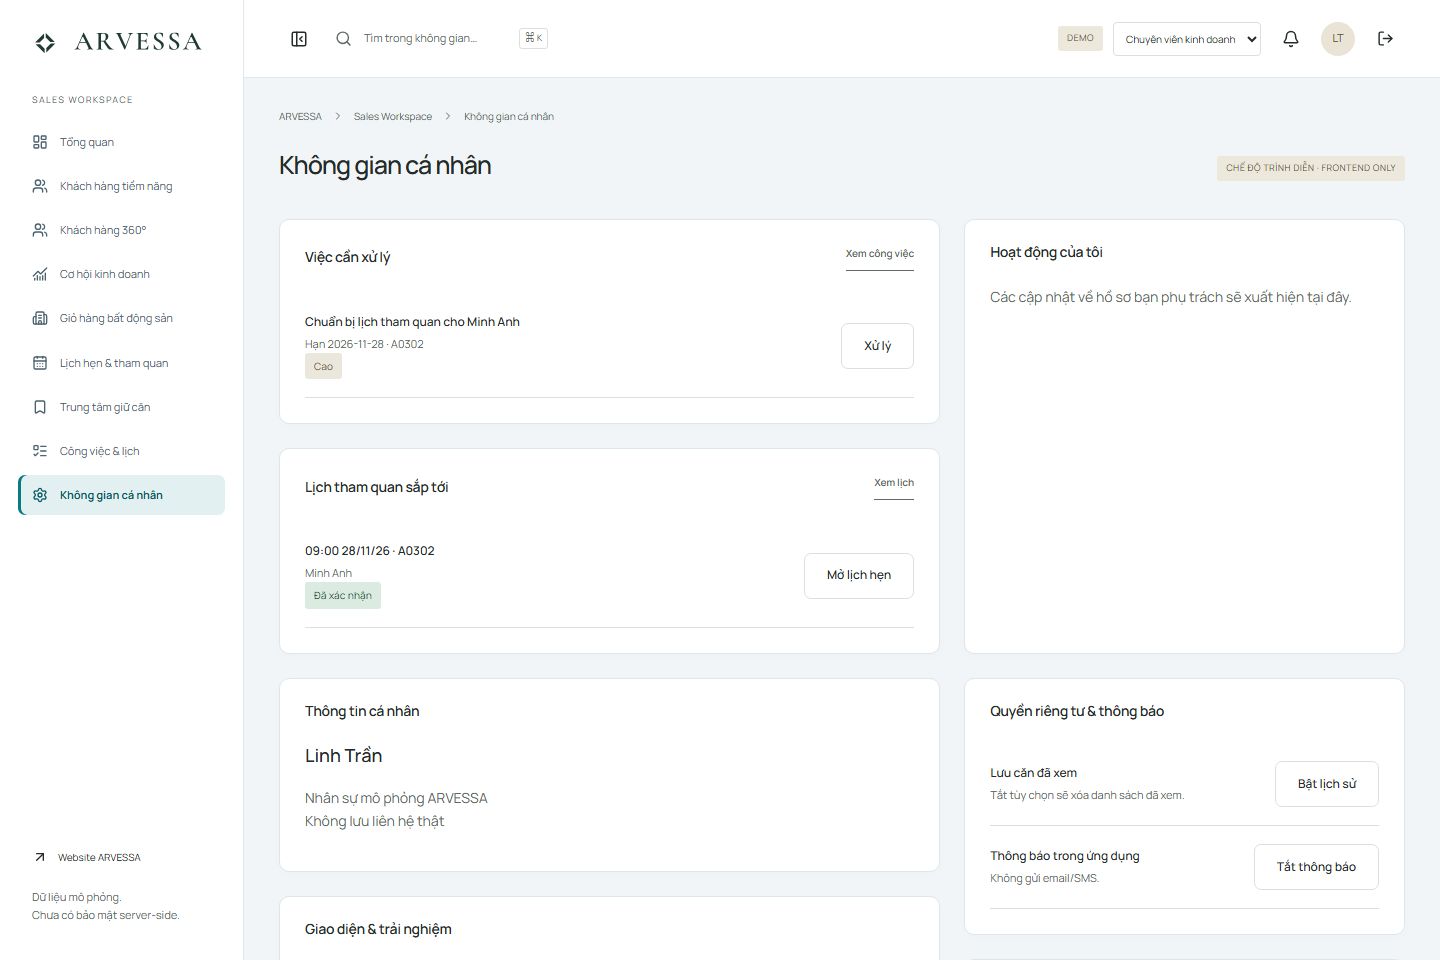 ARVESSA
SALES WORKSPACE
Tổng quan
Khách hàng tiềm năng
Khách hàng 360°
Cơ hội kinh doanh
Giỏ hàng bất động sản
Lịch hẹn & tham quan
Trung tâm giữ căn
Công việc & lịch
Không gian cá nhân
Website ARVESSA
Dữ liệu mô phỏng.
Chưa có bảo mật server-side.
Tìm trong không gian...
⌘ K
DEMO
Chuyên viên kinh doanh
LT
ARVESSA > Sales Workspace > Không gian cá nhân
Không gian cá nhân
CHẾ ĐỘ TRÌNH DIỄN · FRONTEND ONLY
Việc cần xử lý
Xem công việc
Chuẩn bị lịch tham quan cho Minh Anh
Hạn 2026-11-28 · A0302
Cao
Xử lý
Hoạt động của tôi
Các cập nhật về hồ sơ bạn phụ trách sẽ xuất hiện tại đây.
Lịch tham quan sắp tới
Xem lịch
09:00 28/11/26 · A0302
Minh Anh
Đã xác nhận
Mở lịch hẹn
Thông tin cá nhân
Linh Trần
Nhân sự mô phỏng ARVESSA
Không lưu liên hệ thật
Quyền riêng tư & thông báo
Lưu căn đã xem
Tắt tùy chọn sẽ xóa danh sách đã xem.
Bật lịch sử
Thông báo trong ứng dụng
Không gửi email/SMS.
Tắt thông báo
Giao diện & trải nghiệm